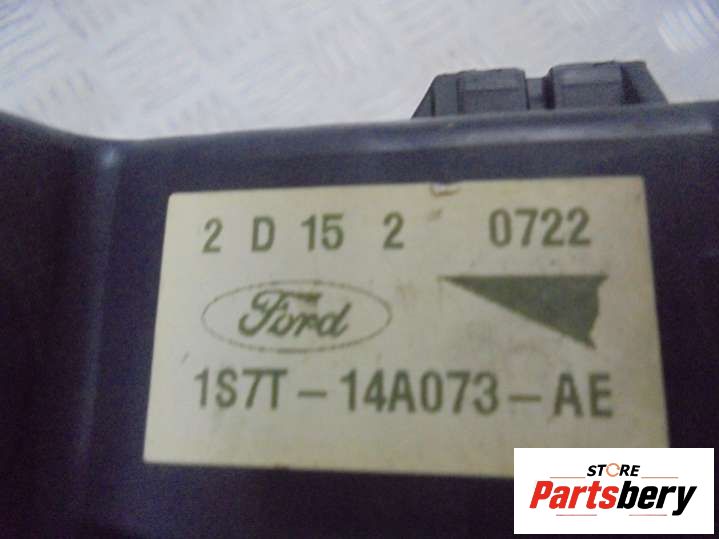 2 D 15 2 0722
Ford
1S7T-14A073-AE
STORE
Partsbery